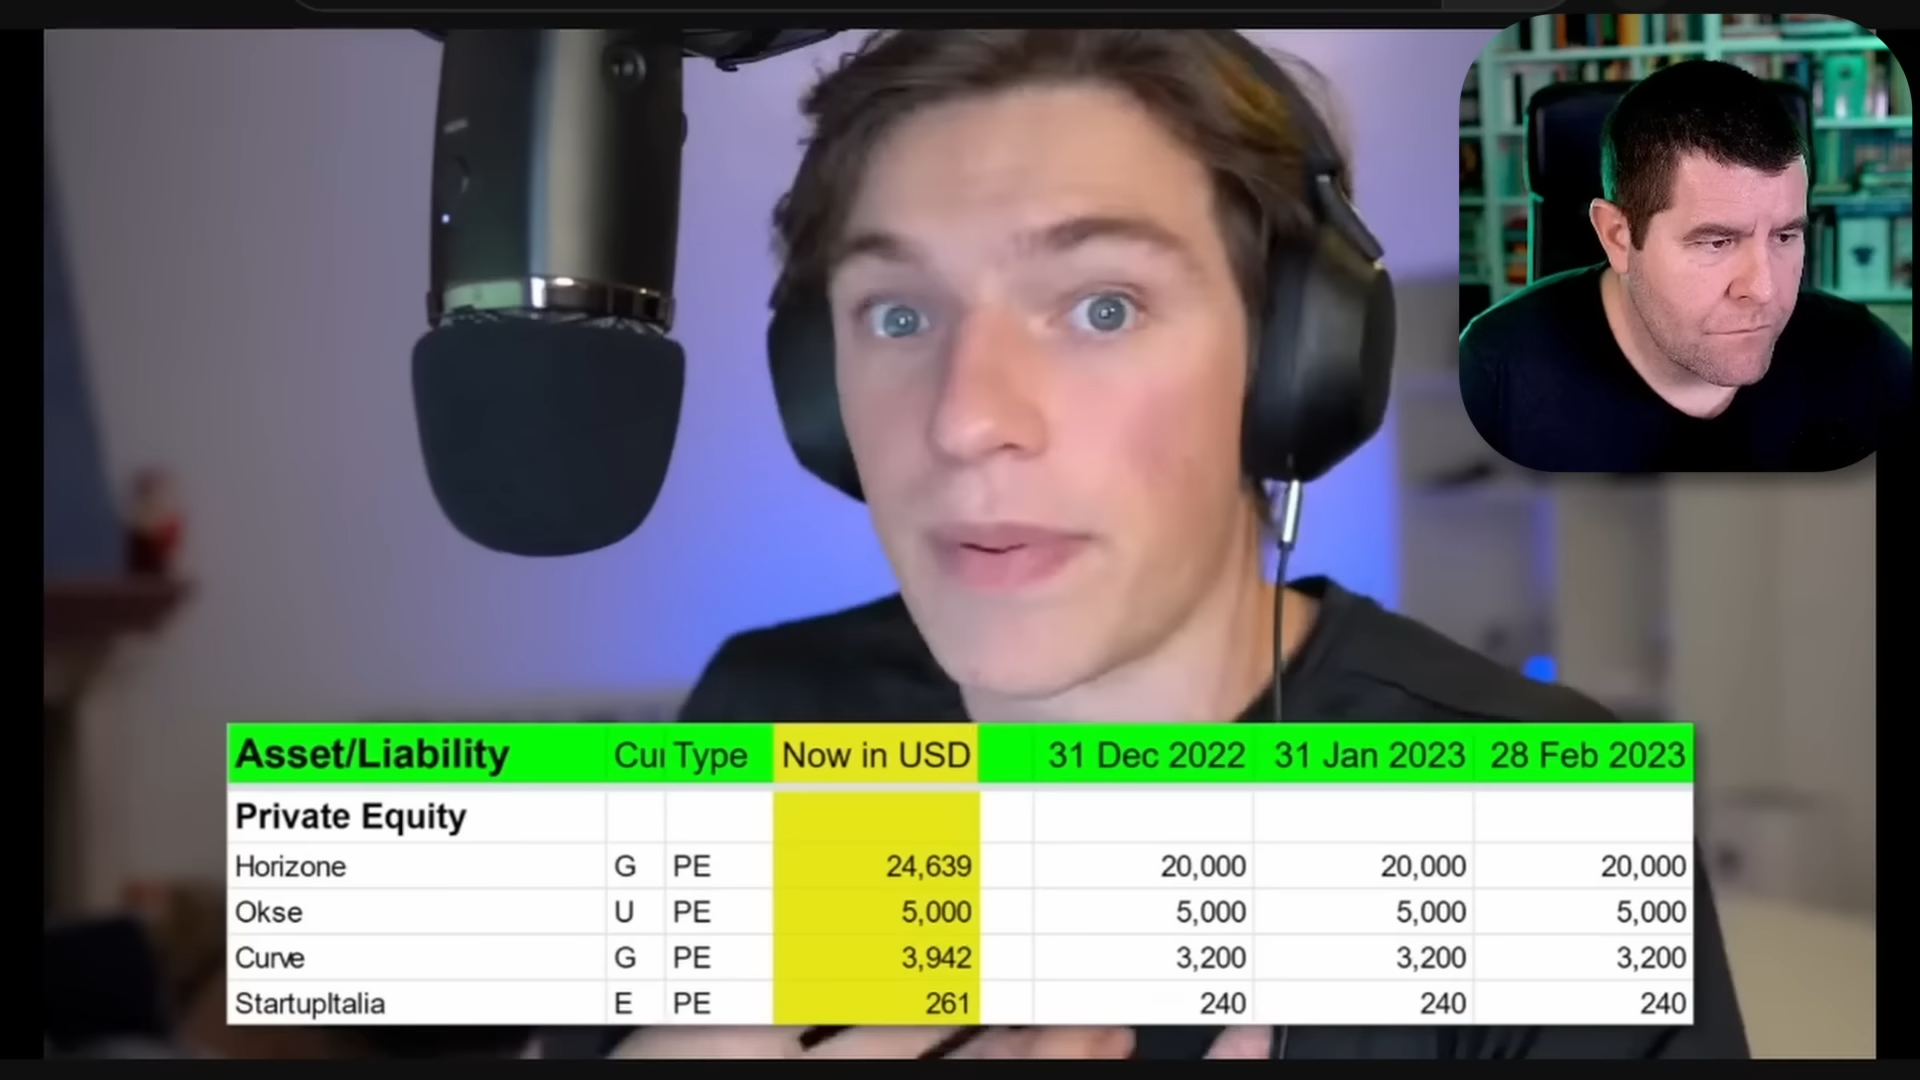 Asset/Liability Cui Type Now in USD 31 Dec 2022 31 Jan 2023 28 Feb 2023
Private Equity
Horizone G PE 24,639 20,000 20,000 20,000
Okse U PE 5,000 5,000 5,000 5,000
Curve G PE 3,942 3,200 3,200 3,200
StartupItalia E PE 261 240 240 240